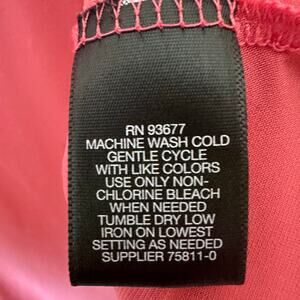 RN 93677
MACHINE WASH COLD
GENTLE CYCLE
WITH LIKE COLORS
USE ONLY NON-
CHLORINE BLEACH
WHEN NEEDED
TUMBLE DRY LOW
IRON ON LOWEST
SETTING AS NEEDED
SUPPLIER 75811-0